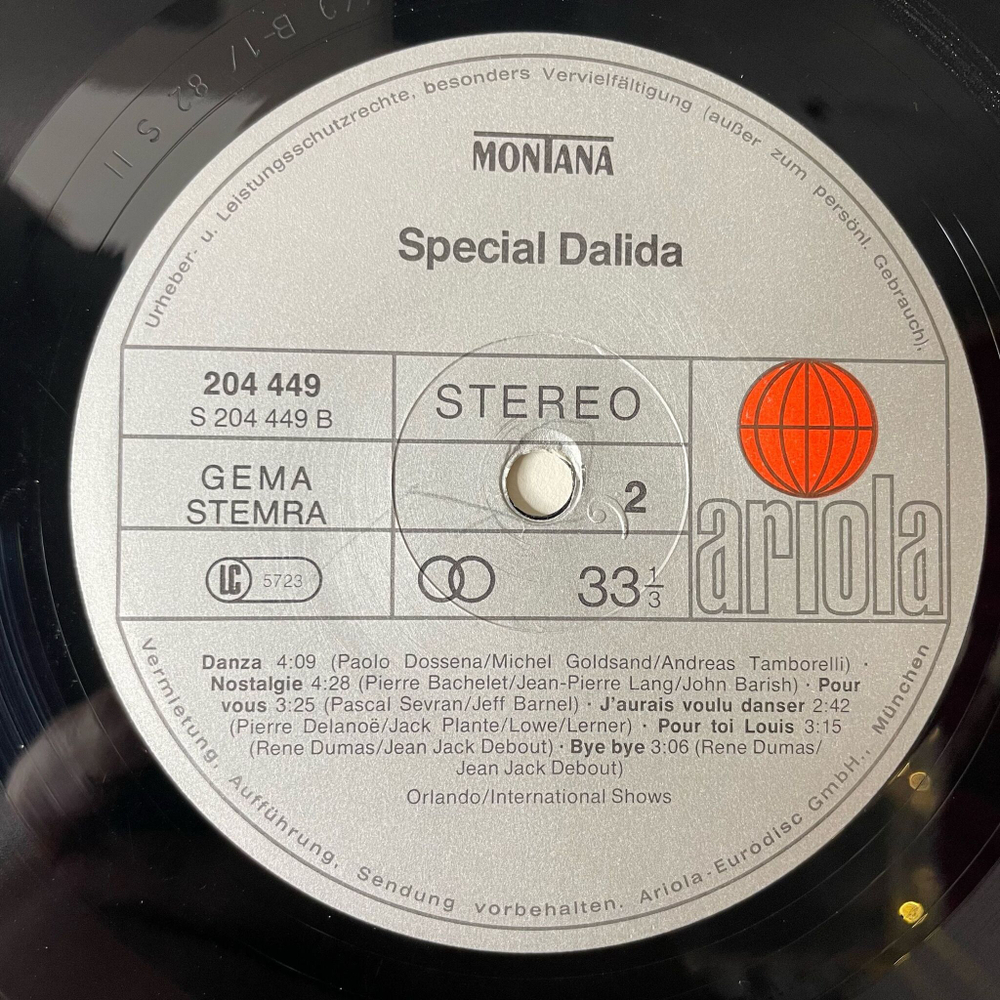 B-1/82 S II
Urheber- u. Leistungsschutzrechte, besonders Vervielfältigung (außer zum persönl. Gebrauch),
MONTANA
Special Dalida
204 449
S 204 449 B
STEREO
GEMA
STEMRA
2
LC 5723
33 1/3
ariola
Danza 4:09 (Paolo Dossena/Michel Goldsand/Andreas Tamborelli) ·
Nostalgie 4:28 (Pierre Bachelet/Jean-Pierre Lang/John Barish) · Pour
vous 3:25 (Pascal Sevran/Jeff Barnel) · J'aurais voulu danser 2:42
(Pierre Delanoë/Jack Plante/Lowe/Lerner) · Pour toi Louis 3:15
(Rene Dumas/Jean Jack Debout) · Bye bye 3:06 (Rene Dumas/
Jean Jack Debout)
Orlando/International Shows
Vermietung, Aufführung, Sendung vorbehalten. Ariola-Eurodisc GmbH., München